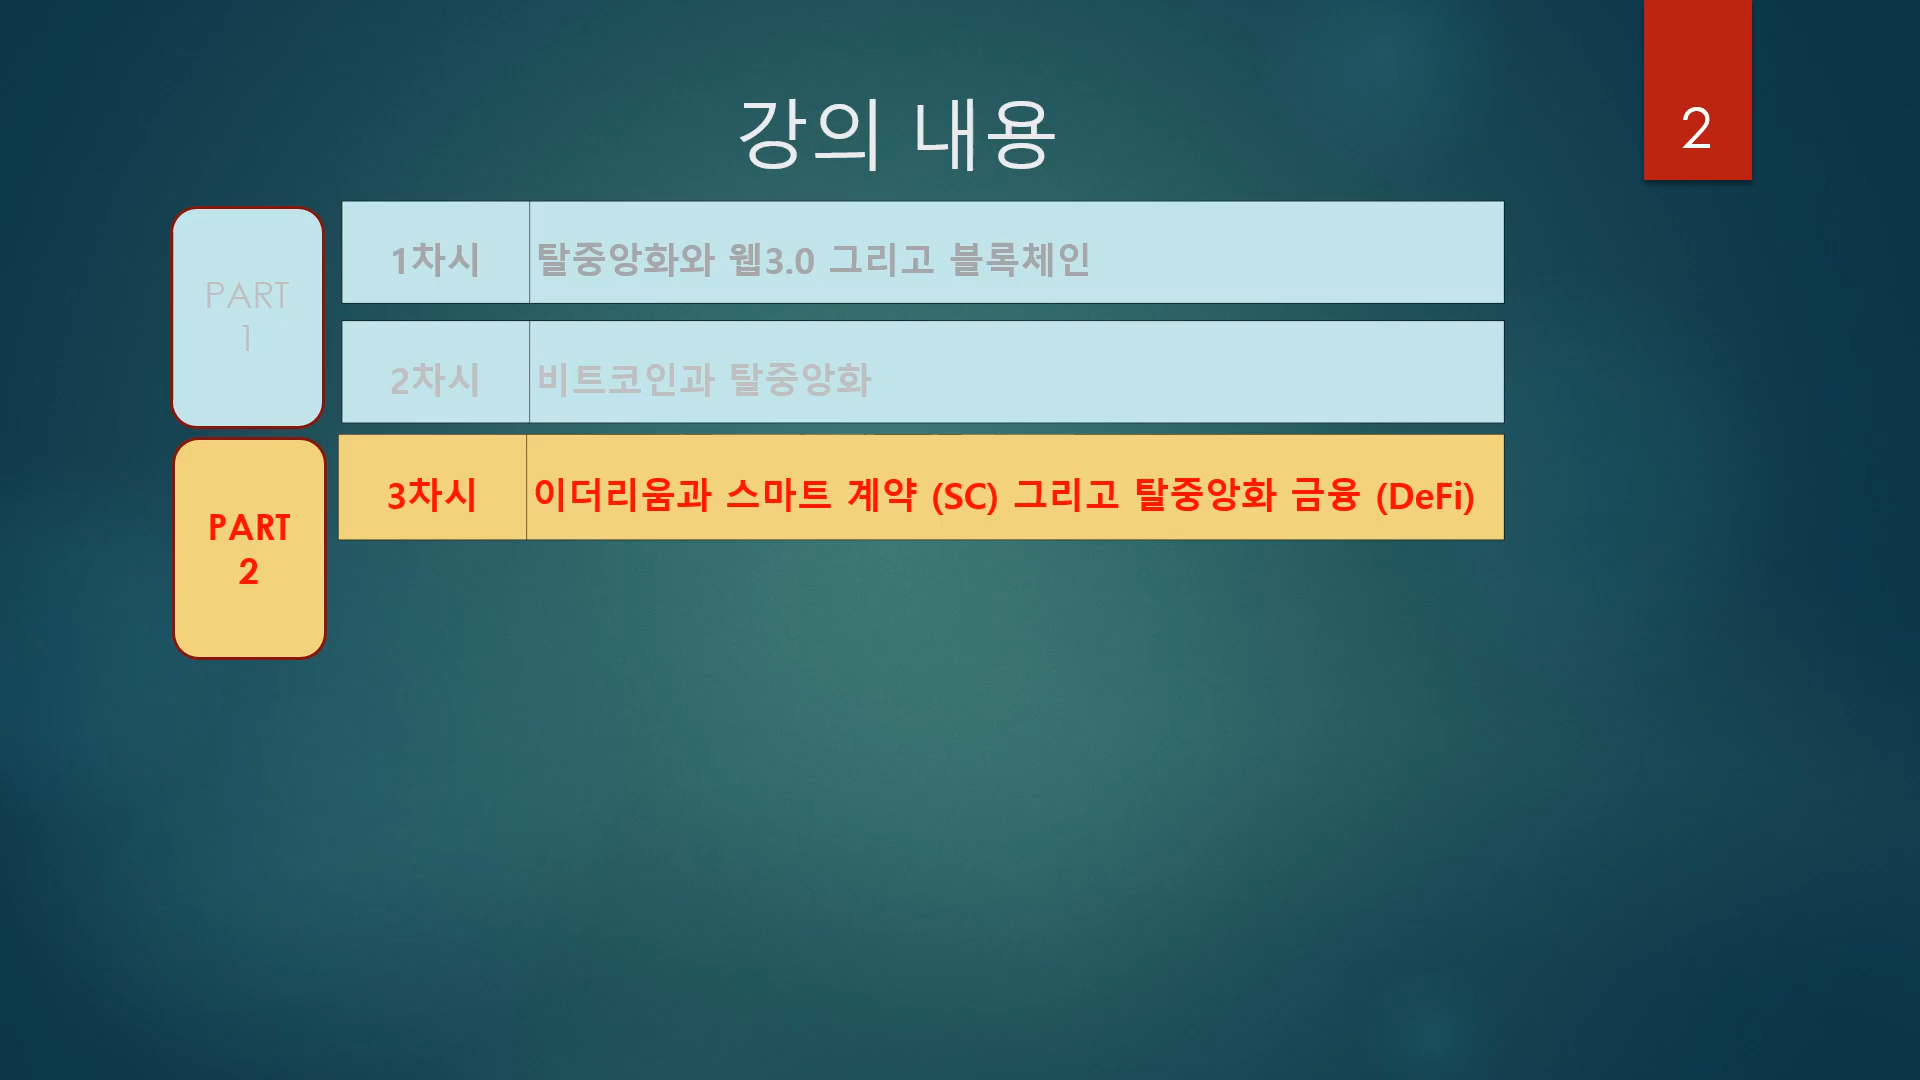 강의 내용
2
PART
1
1차시 탈중앙화와 웹3.0 그리고 블록체인
2차시 비트코인과 탈중앙화
PART
2
3차시 이더리움과 스마트 계약 (SC) 그리고 탈중앙화 금융 (DeFi)